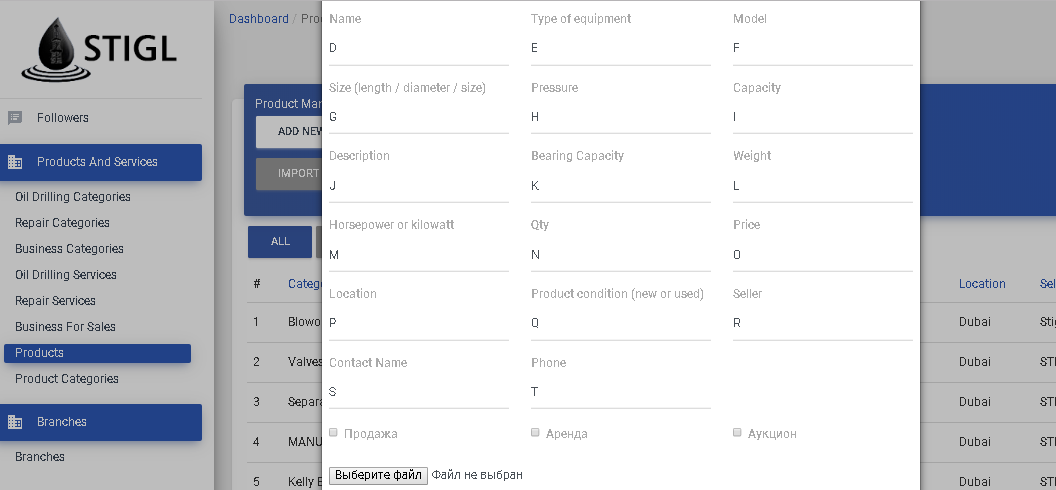 STIGL
Followers
Products And Services
Oil Drilling Categories
Repair Categories
Business Categories
Oil Drilling Services
Repair Services
Business For Sales
Products
Product Categories
Branches
Branches
Dashboard / Pro
Product Man
ADD NEW
IMPORT
ALL
# Catego Location Sel
1 Blowo Dubai Stig
2 Valves Dubai STI
3 Separa Dubai STI
4 MANU Dubai STI
5 Kelly E Dubai STI
Name Type of equipment Model
D E F
Size (length / diameter / size) Pressure Capacity
G H I
Description Bearing Capacity Weight
J K L
Horsepower or kilowatt Qty Price
M N O
Location Product condition (new or used) Seller
P Q R
Contact Name Phone
S T
Продажа Аренда Аукцион
Выберите файл Файл не выбран